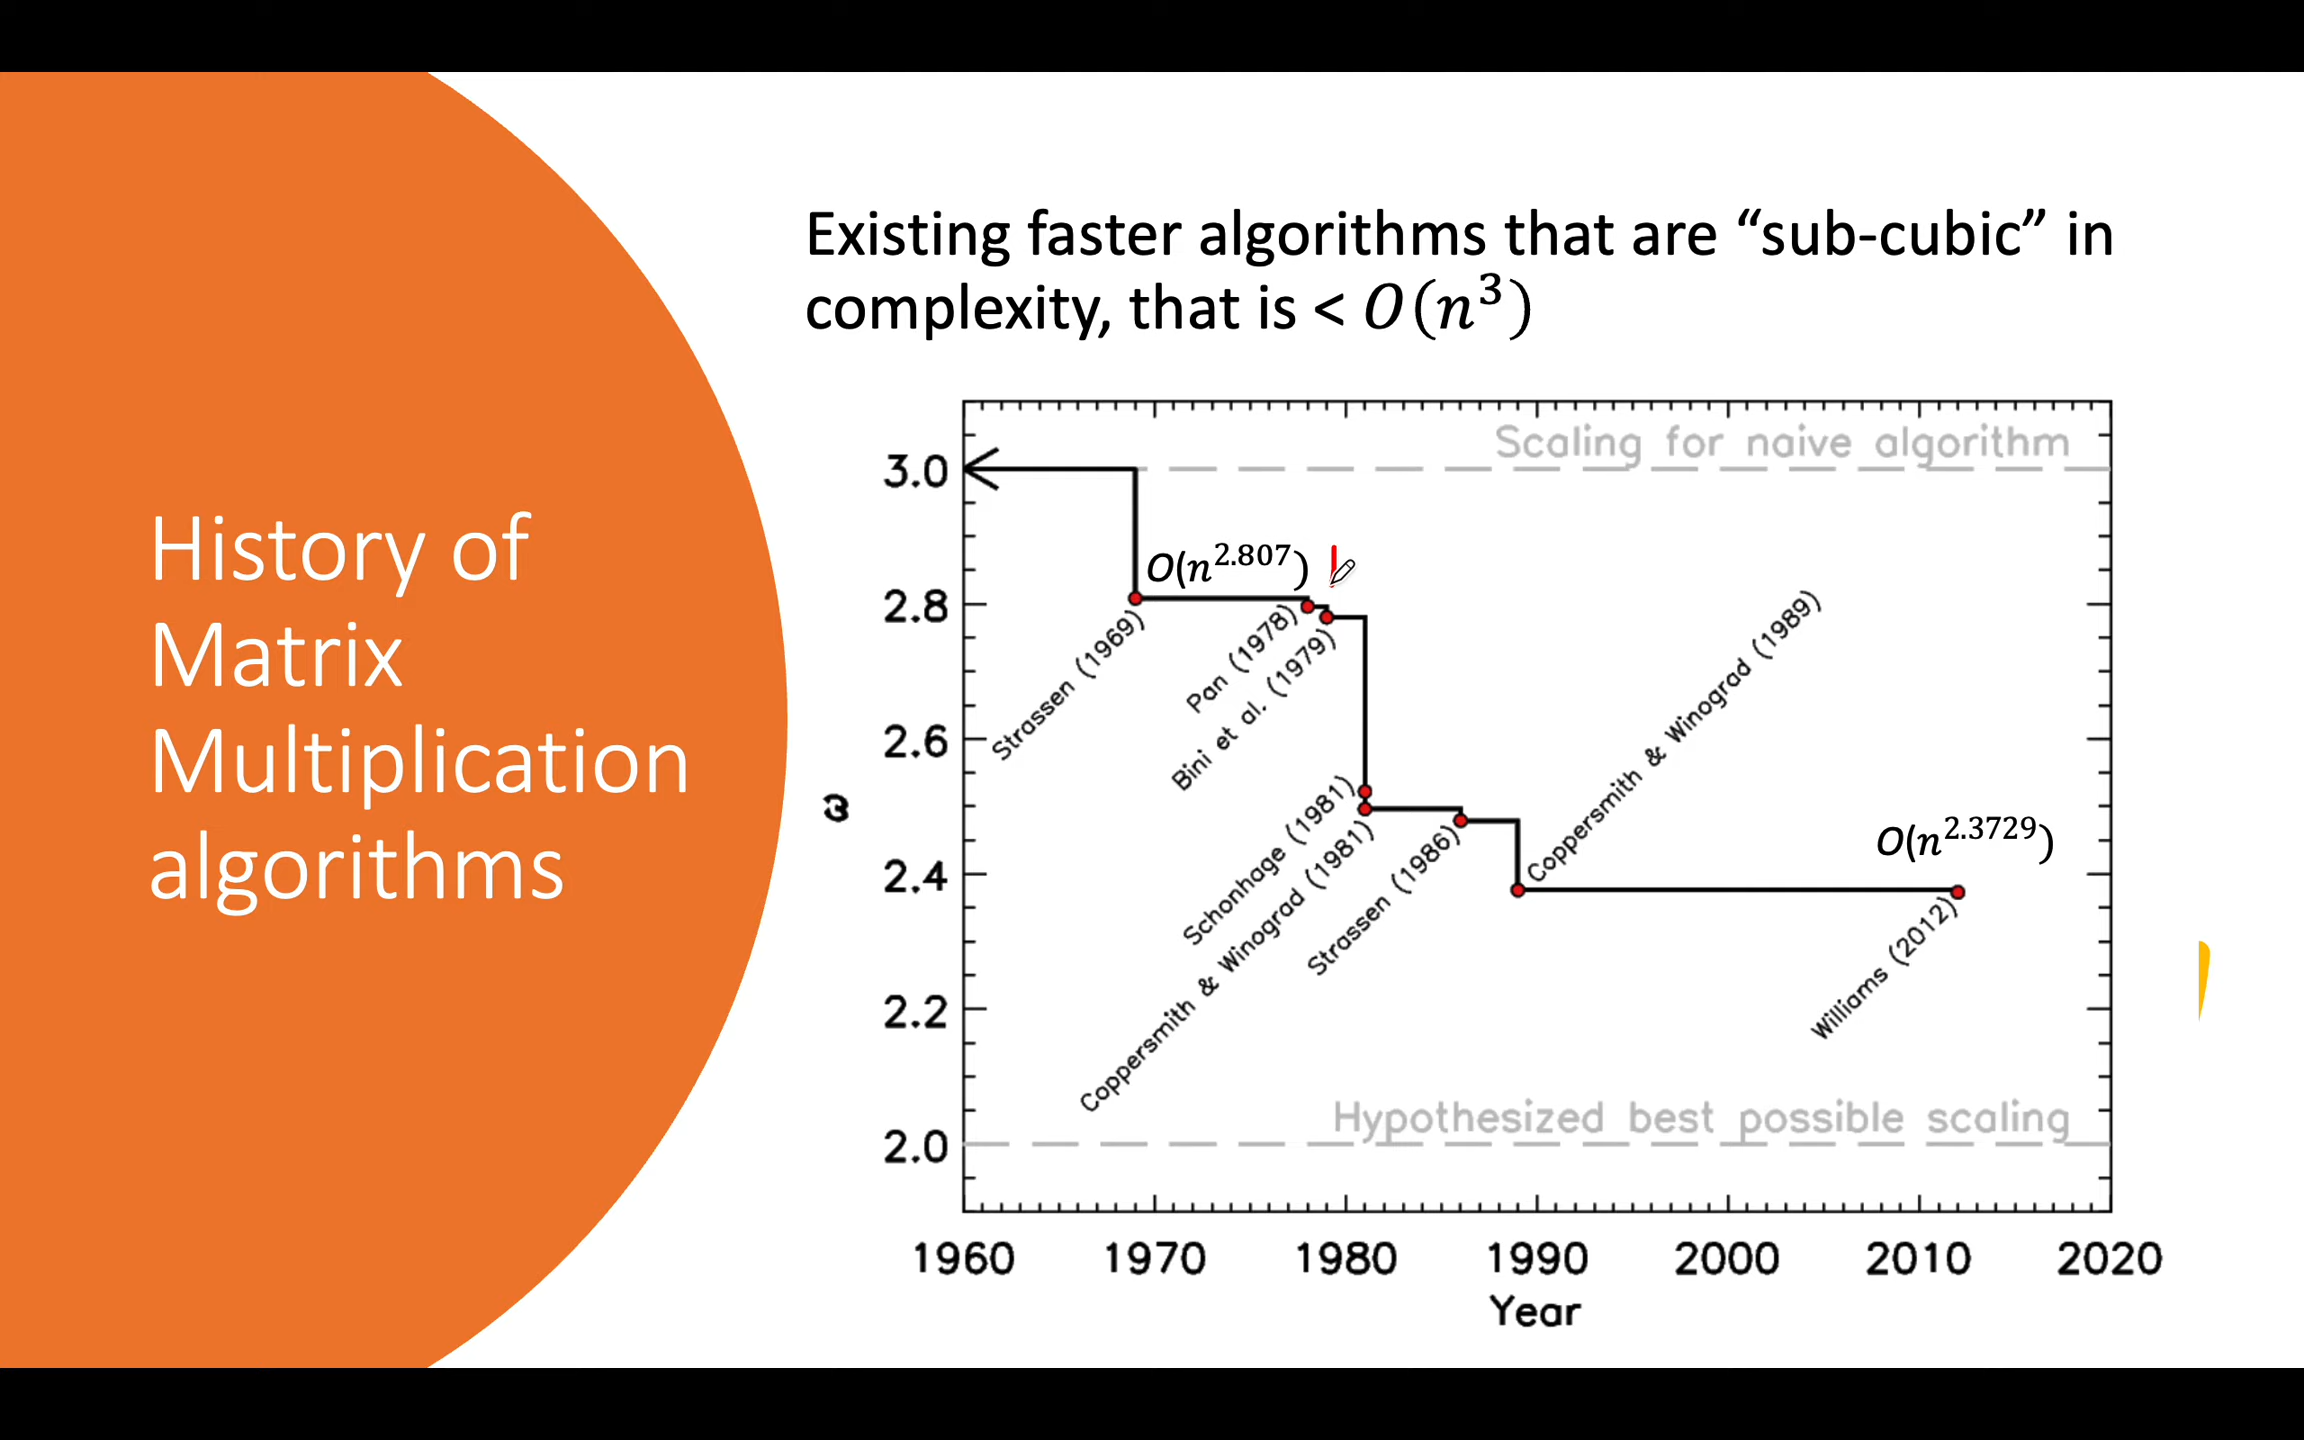 History of
Matrix
Multiplication
algorithms
Existing faster algorithms that are “sub-cubic” in
complexity, that is < O(n³)
Scaling for naive algorithm
3.0
2.8
2.6
2.4
2.2
2.0
ω
O(n^2.807)
Strassen (1969)
Pan (1978)
Bini et al. (1979)
Schonhage (1981)
Coppersmith & Winograd (1981)
Strassen (1986)
Coppersmith & Winograd (1989)
O(n^2.3729)
Williams (2012)
Hypothesized best possible scaling
1960 1970 1980 1990 2000 2010 2020
Year